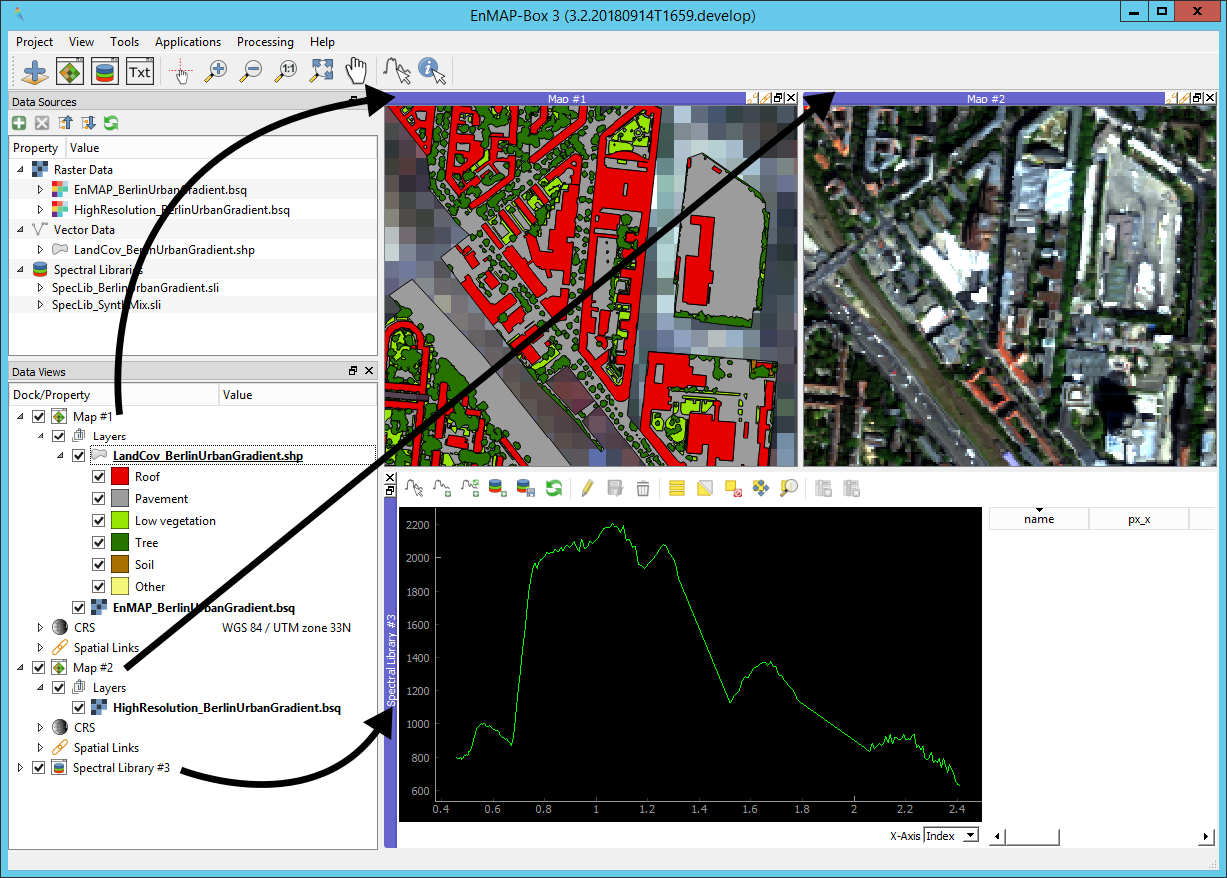 EnMAP-Box 3 (3.2.20180914T1659.develop)
Project View Tools Applications Processing Help
Txt 1:1
Data Sources
Property Value
Raster Data
EnMAP_BerlinUrbanGradient.bsq
HighResolution_BerlinUrbanGradient.bsq
Vector Data
LandCov_BerlinUrbanGradient.shp
Spectral Libraries
SpecLib_BerlinUrbanGradient.sli
SpecLib_SynthMix.sli
Data Views
Dock/Property Value
Map #1
Layers
LandCov_BerlinUrbanGradient.shp
Roof
Pavement
Low vegetation
Tree
Soil
Other
EnMAP_BerlinUrbanGradient.bsq
CRS WGS 84 / UTM zone 33N
Spatial Links
Map #2
Layers
HighResolution_BerlinUrbanGradient.bsq
CRS
Spatial Links
Spectral Library #3
Map #1
Map #2
Spectral Library #3
2200
2000
1800
1600
1400
1200
1000
800
600
0.4 0.6 0.8 1 1.2 1.4 1.6 1.8 2 2.2 2.4
X-Axis Index
name px_x